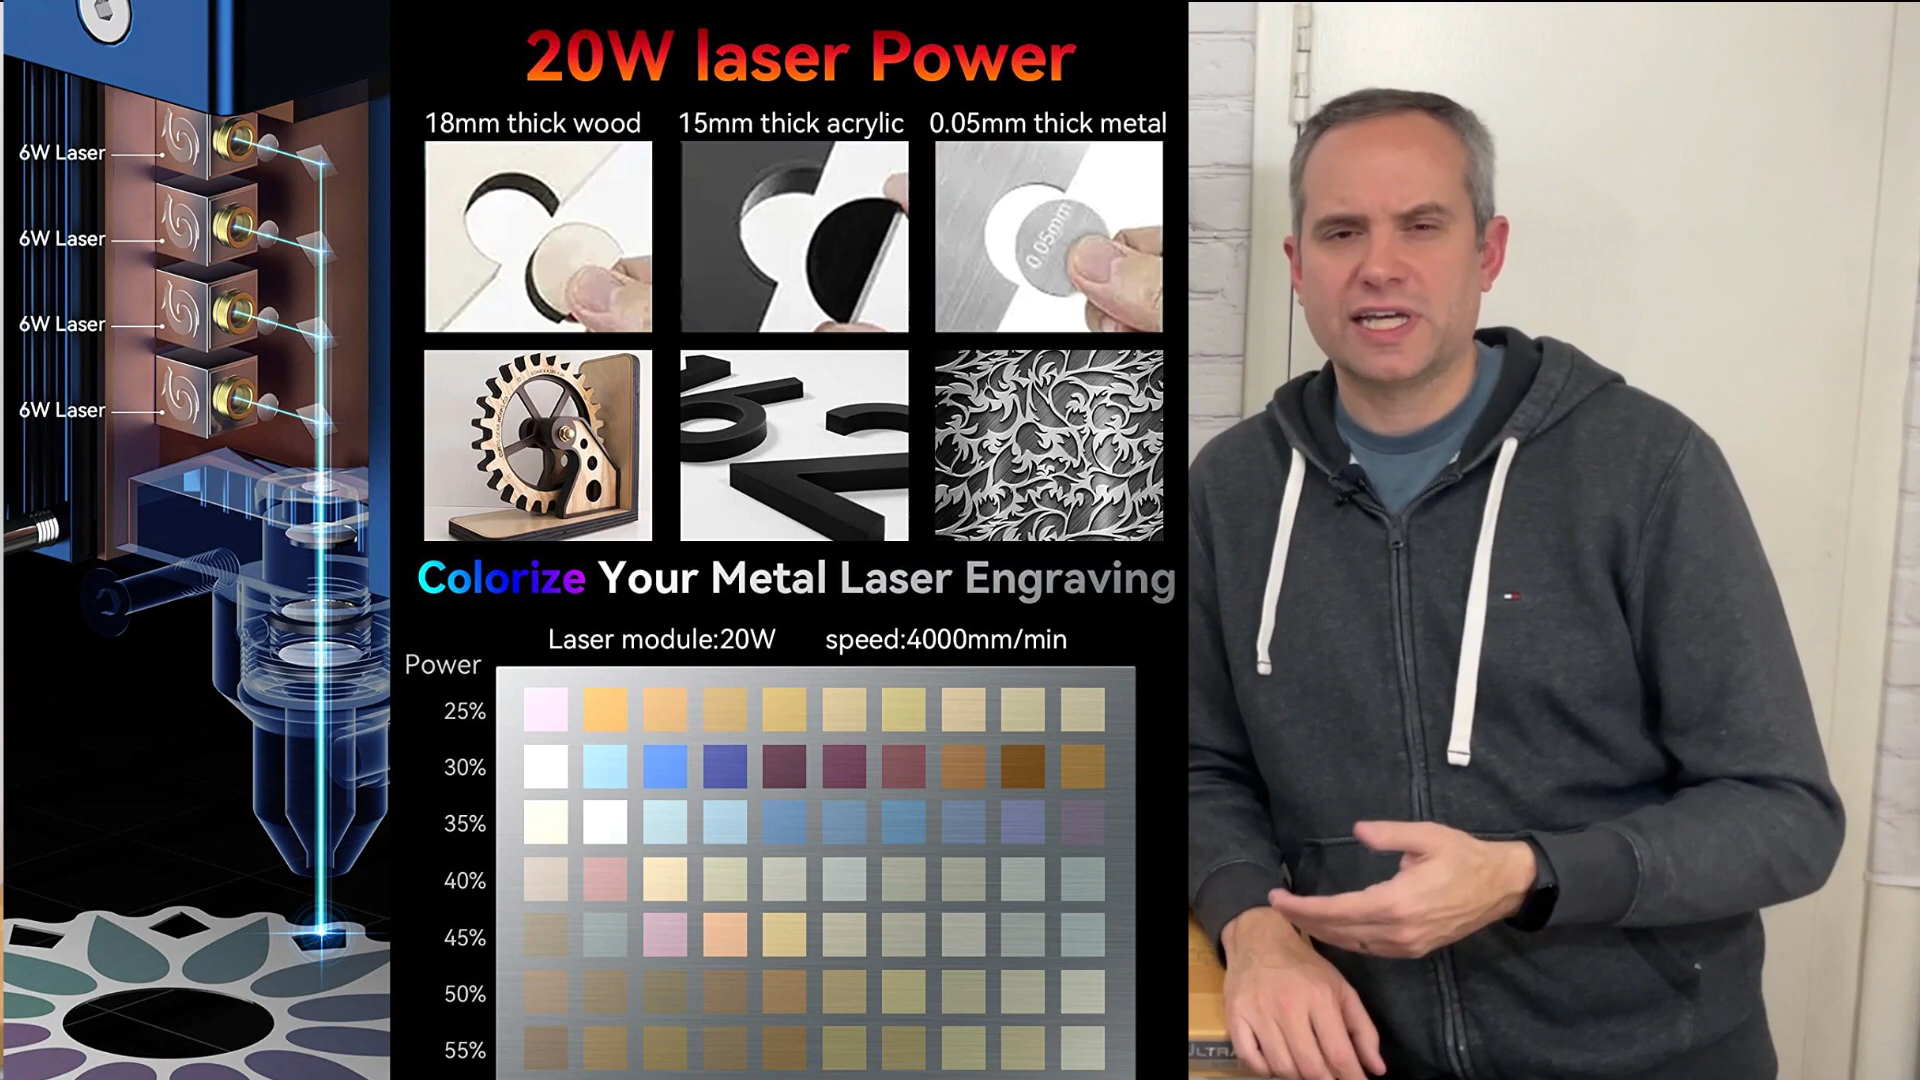 20W laser Power
18mm thick wood
15mm thick acrylic
0.05mm thick metal
6W Laser
6W Laser
6W Laser
6W Laser
0.05mm
Colorize Your Metal Laser Engraving
Laser module:20W
speed:4000mm/min
Power
25%
30%
35%
40%
45%
50%
55%
ULTRA